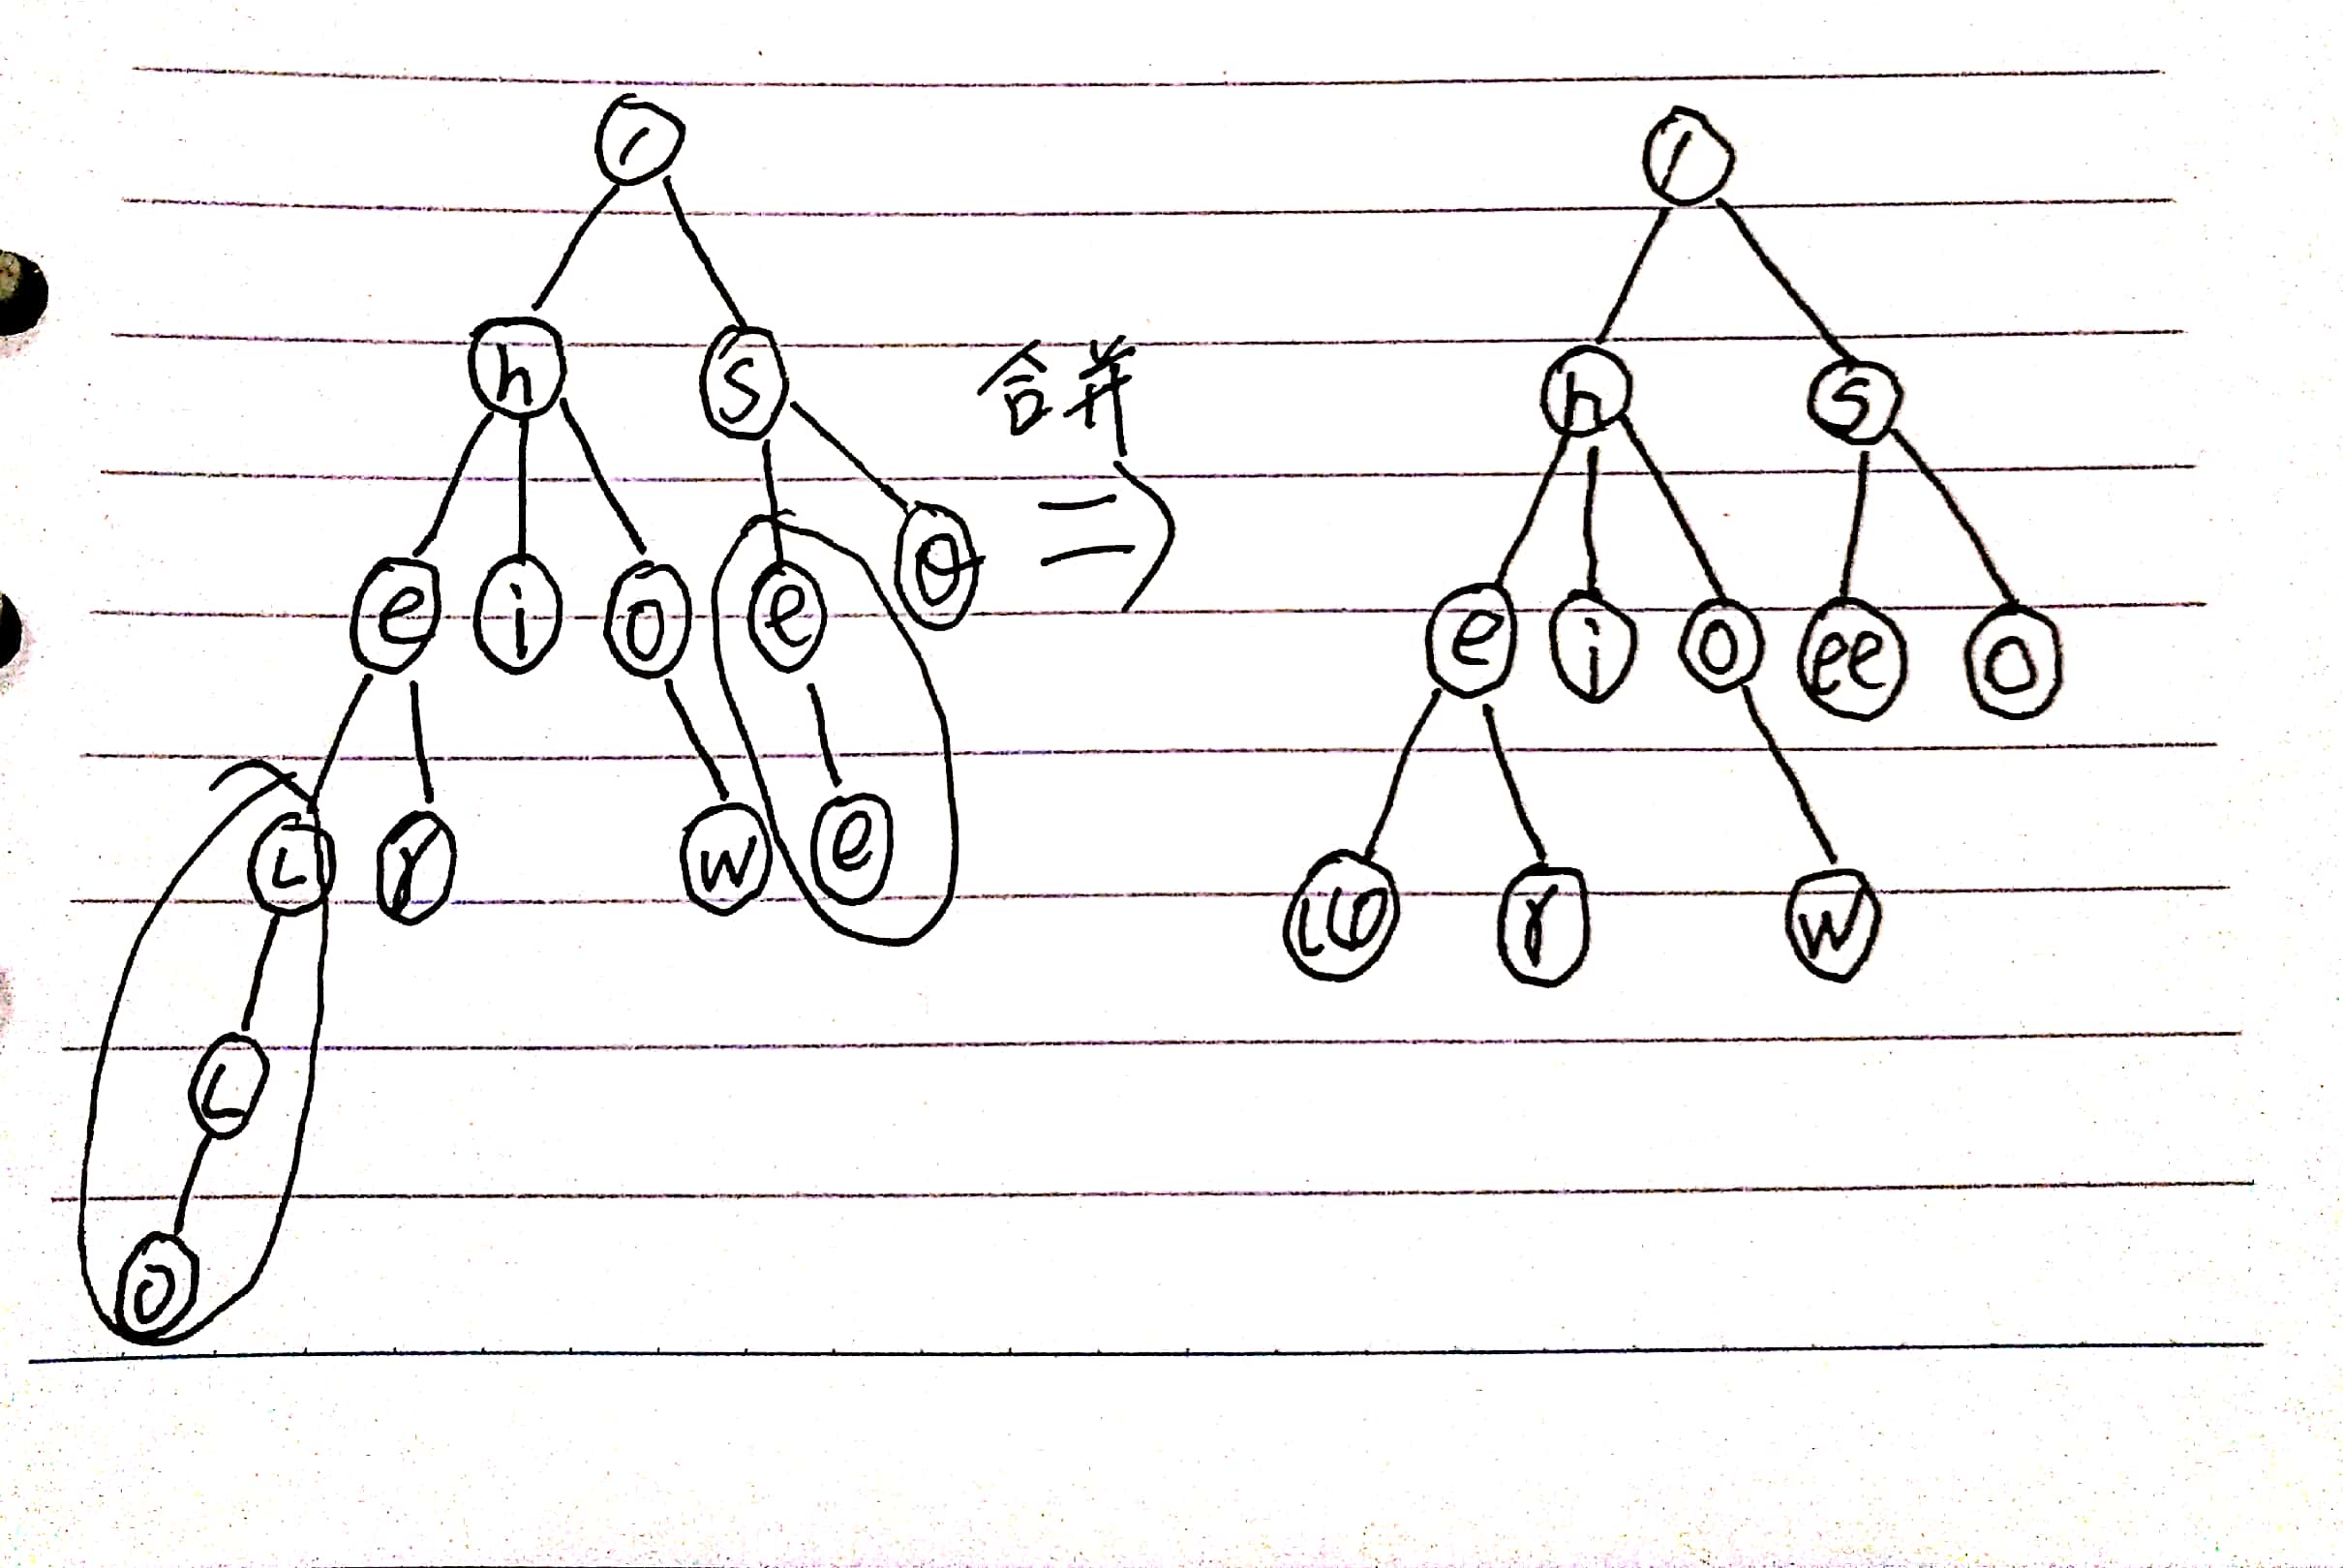 / /
h s 合并 h s
e i o e o ⇒ e i o ee o
L r w e llo r w
L
o